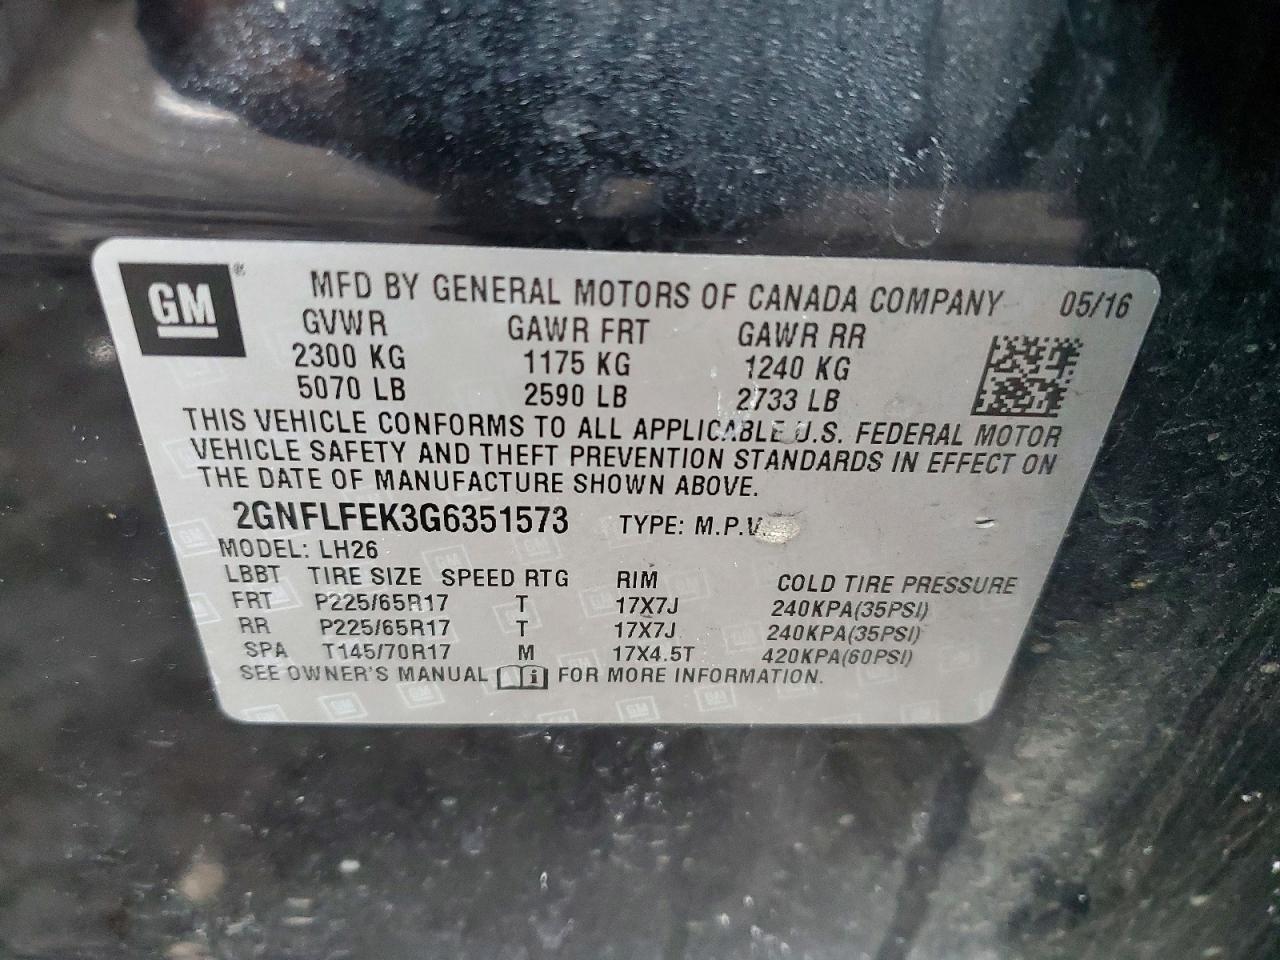 GM ® MFD BY GENERAL MOTORS OF CANADA COMPANY 05/16
GVWR GAWR FRT GAWR RR
2300 KG 1175 KG 1240 KG
5070 LB 2590 LB 2733 LB
THIS VEHICLE CONFORMS TO ALL APPLICABLE U.S. FEDERAL MOTOR
VEHICLE SAFETY AND THEFT PREVENTION STANDARDS IN EFFECT ON
THE DATE OF MANUFACTURE SHOWN ABOVE.
2GNFLFEK3G6351573 TYPE: M.P.V.
MODEL: LH26
LBBT TIRE SIZE SPEED RTG RIM COLD TIRE PRESSURE
FRT P225/65R17 T 17X7J 240KPA(35PSI)
RR P225/65R17 T 17X7J 240KPA(35PSI)
SPA T145/70R17 M 17X4.5T 420KPA(60PSI)
SEE OWNER'S MANUAL i FOR MORE INFORMATION.